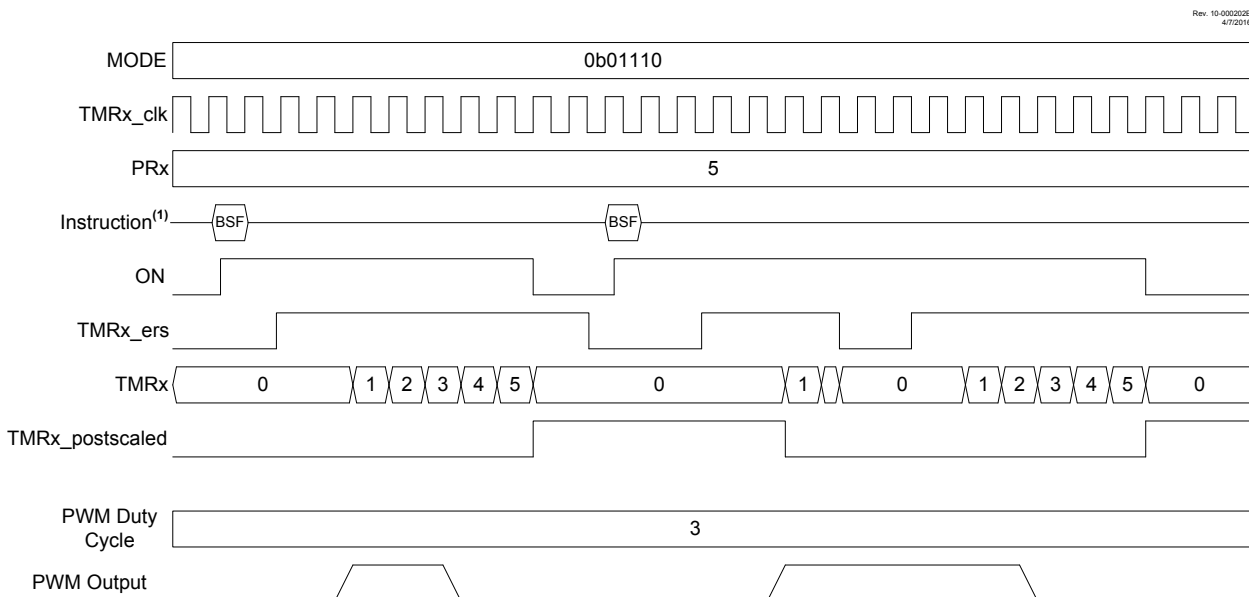 Rev. 10-000202B
4/7/2016
MODE 0b01110
TMRx_clk
PRx 5
Instruction(1) BSF BSF
ON
TMRx_ers
TMRx 0 1 2 3 4 5 0 1 0 1 2 3 4 5 0
TMRx_postscaled
PWM Duty
Cycle 3
PWM Output